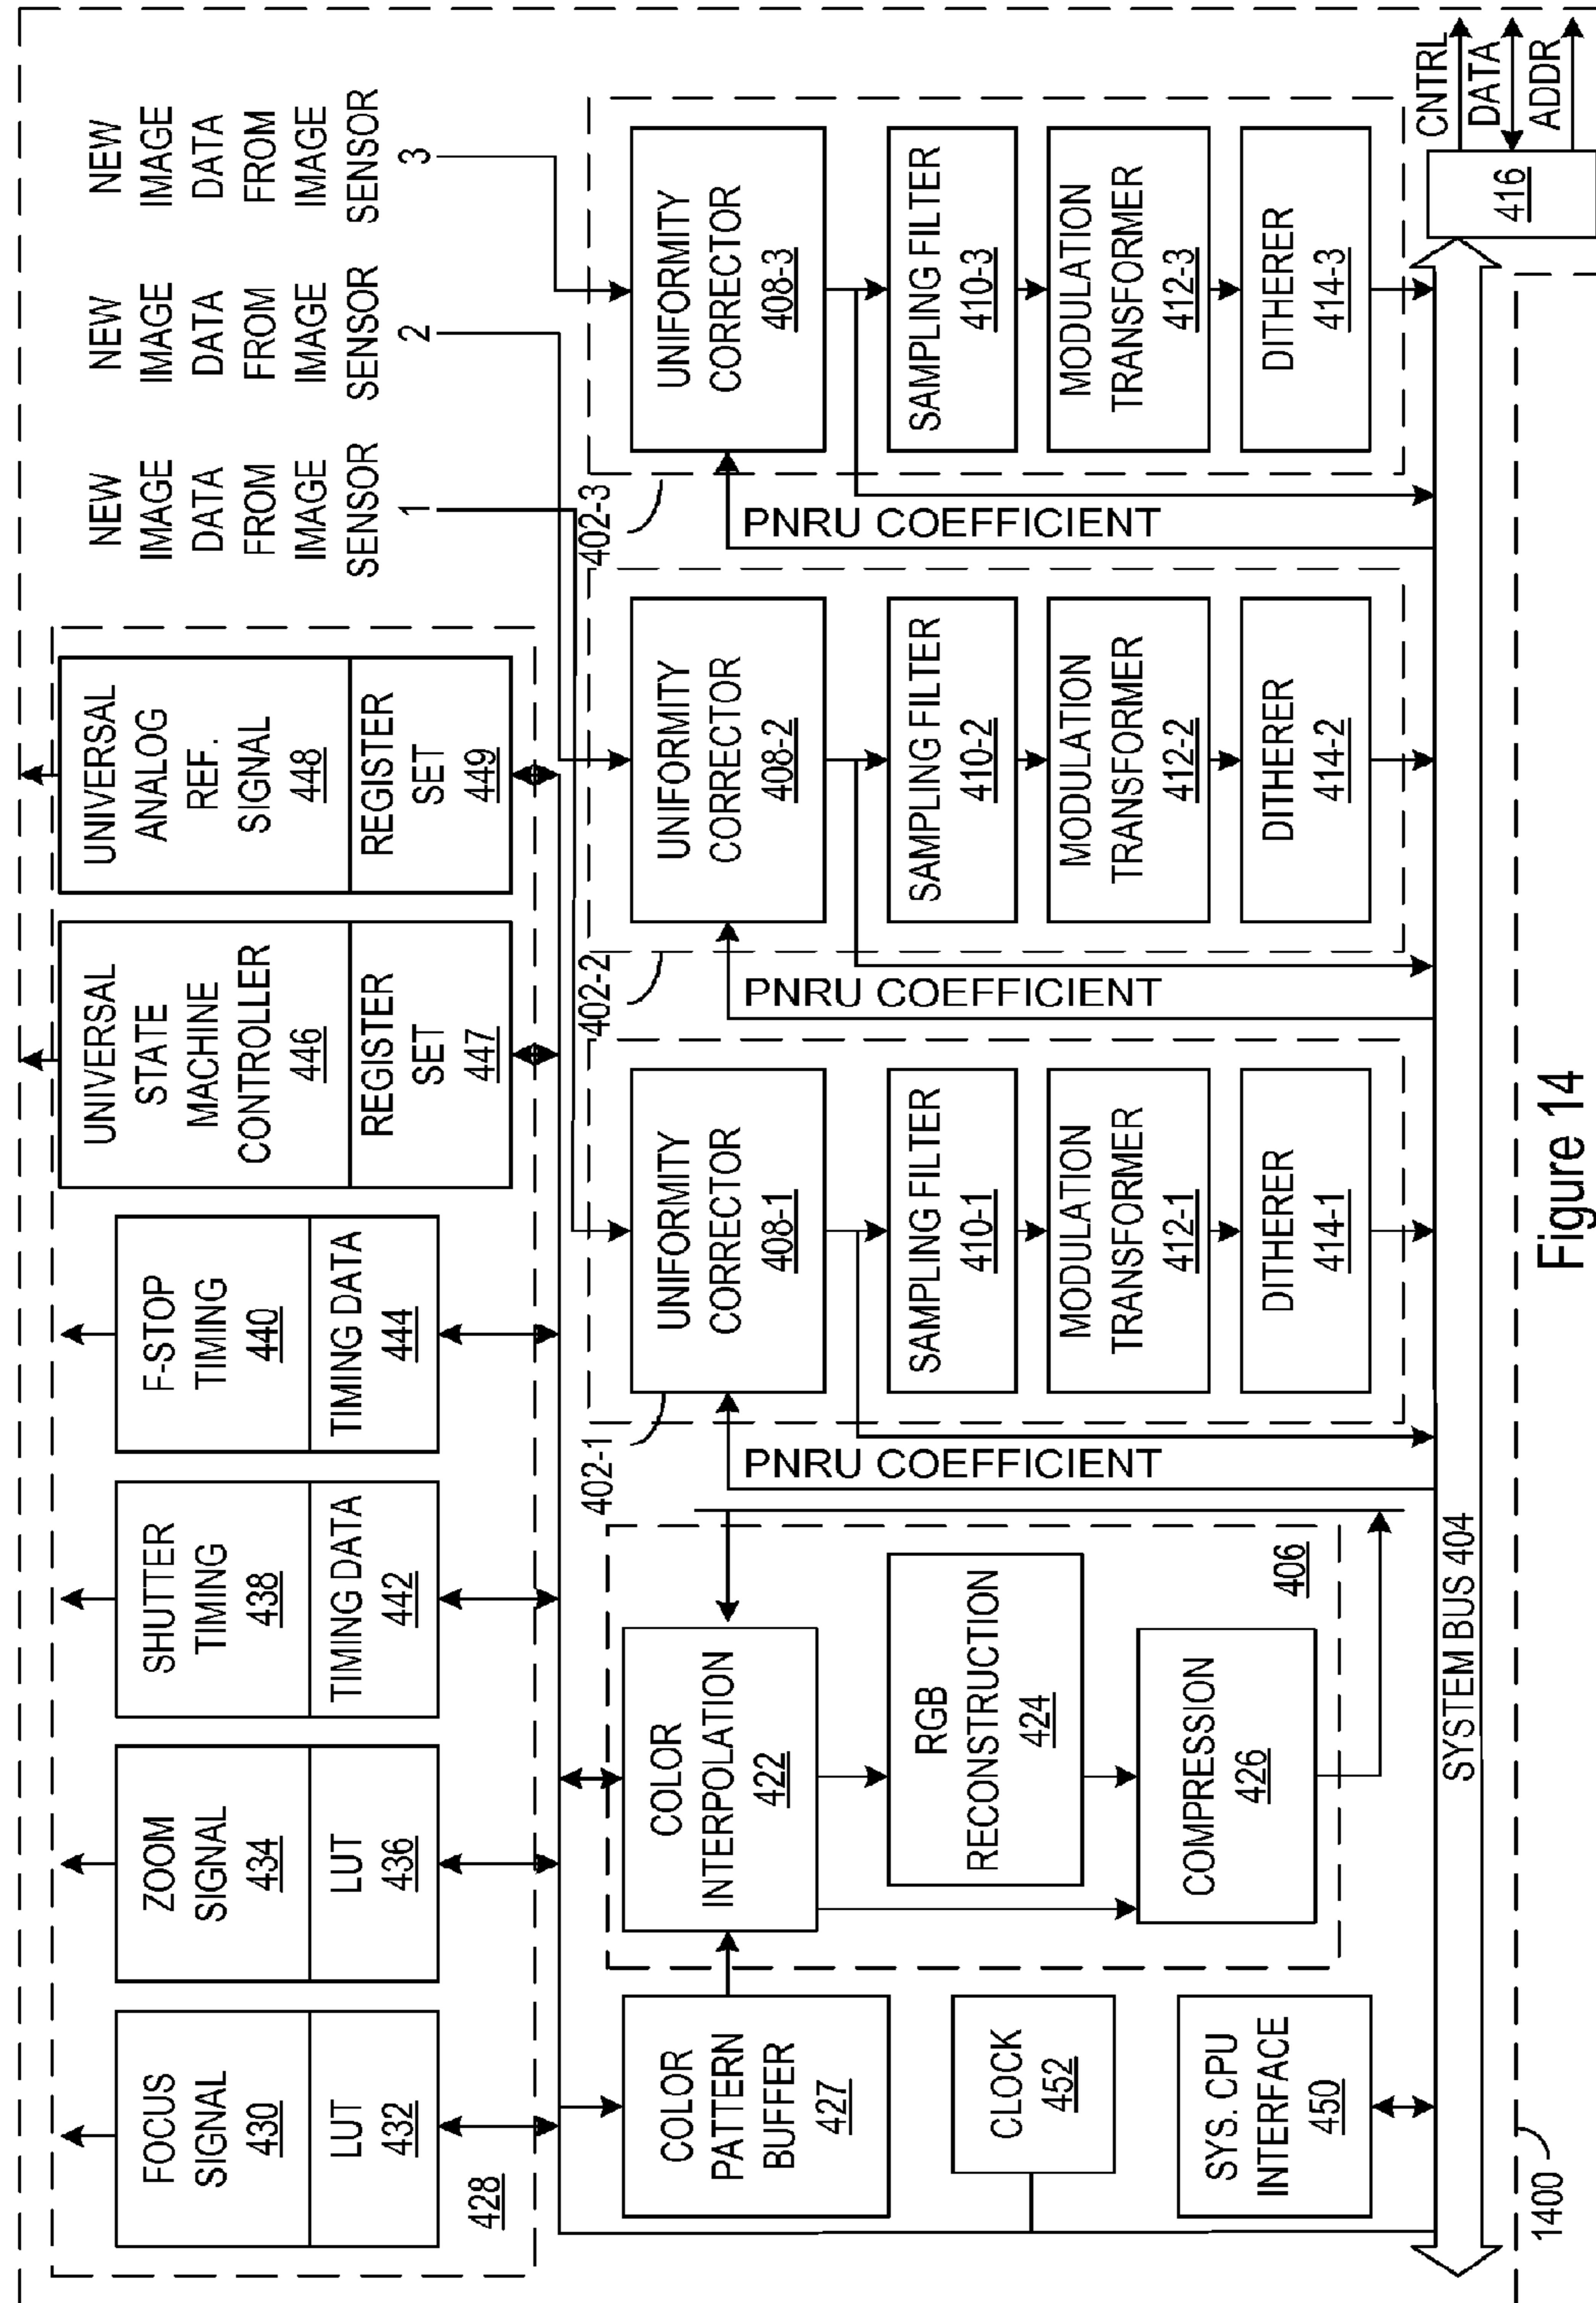 FOCUS
SIGNAL
430
LUT
432
ZOOM
SIGNAL
434
LUT
436
SHUTTER
TIMING
438
TIMING DATA
442
F-STOP
TIMING
440
TIMING DATA
444
UNIVERSAL
STATE
MACHINE
CONTROLLER
446
REGISTER
SET
447
UNIVERSAL
ANALOG
REF.
SIGNAL
448
REGISTER
SET
449
428
NEW
IMAGE
DATA
FROM
IMAGE
SENSOR
1
NEW
IMAGE
DATA
FROM
IMAGE
SENSOR
2
NEW
IMAGE
DATA
FROM
IMAGE
SENSOR
3
COLOR
PATTERN
BUFFER
427
CLOCK
452
SYS. CPU
INTERFACE
450
COLOR
INTERPOLATION
422
RGB
RECONSTRUCTION
424
COMPRESSION
426
406
402-1
PNRU COEFFICIENT
UNIFORMITY
CORRECTOR
408-1
SAMPLING FILTER
410-1
MODULATION
TRANSFORMER
412-1
DITHERER
414-1
402-2
PNRU COEFFICIENT
UNIFORMITY
CORRECTOR
408-2
SAMPLING FILTER
410-2
MODULATION
TRANSFORMER
412-2
DITHERER
414-2
402-3
PNRU COEFFICIENT
UNIFORMITY
CORRECTOR
408-3
SAMPLING FILTER
410-3
MODULATION
TRANSFORMER
412-3
DITHERER
414-3
SYSTEM BUS 404
416
CNTRL
DATA
ADDR
1400
Figure 14